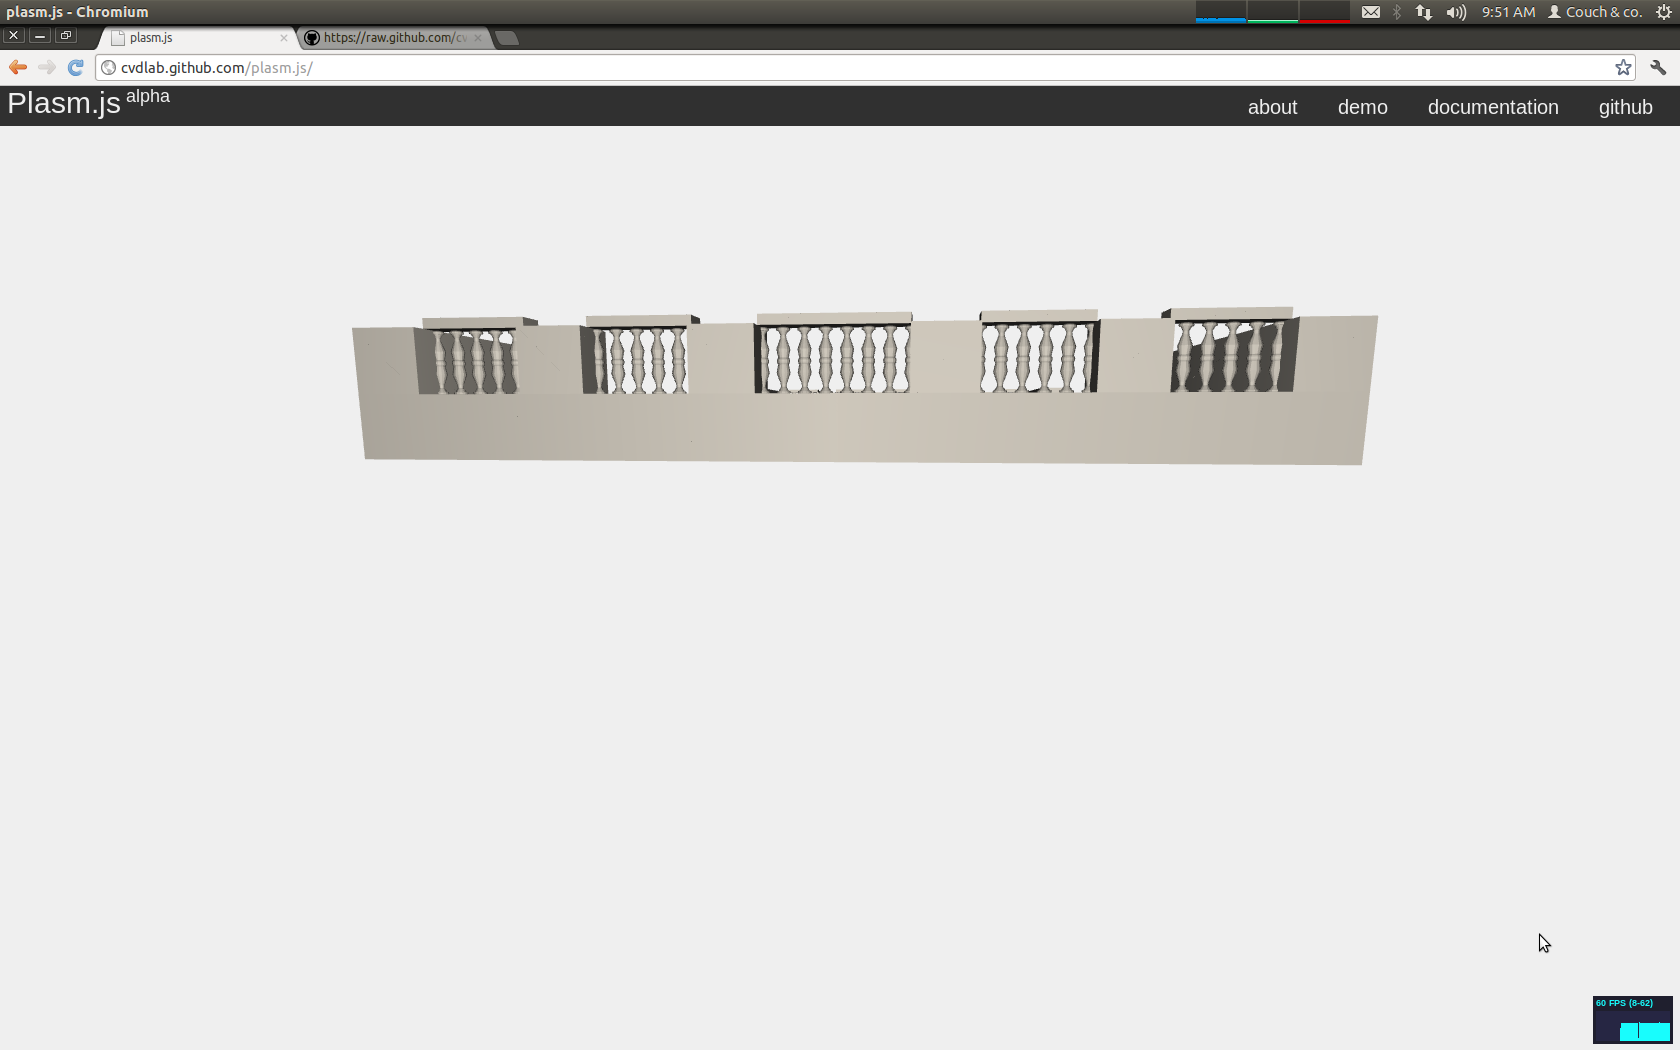 plasm.js - Chromium
9:51 AM Couch & co.
plasm.js
https://raw.github.com/cv
cvdlab.github.com/plasm.js/
Plasm.js alpha
about demo documentation github
60 FPS (8-62)